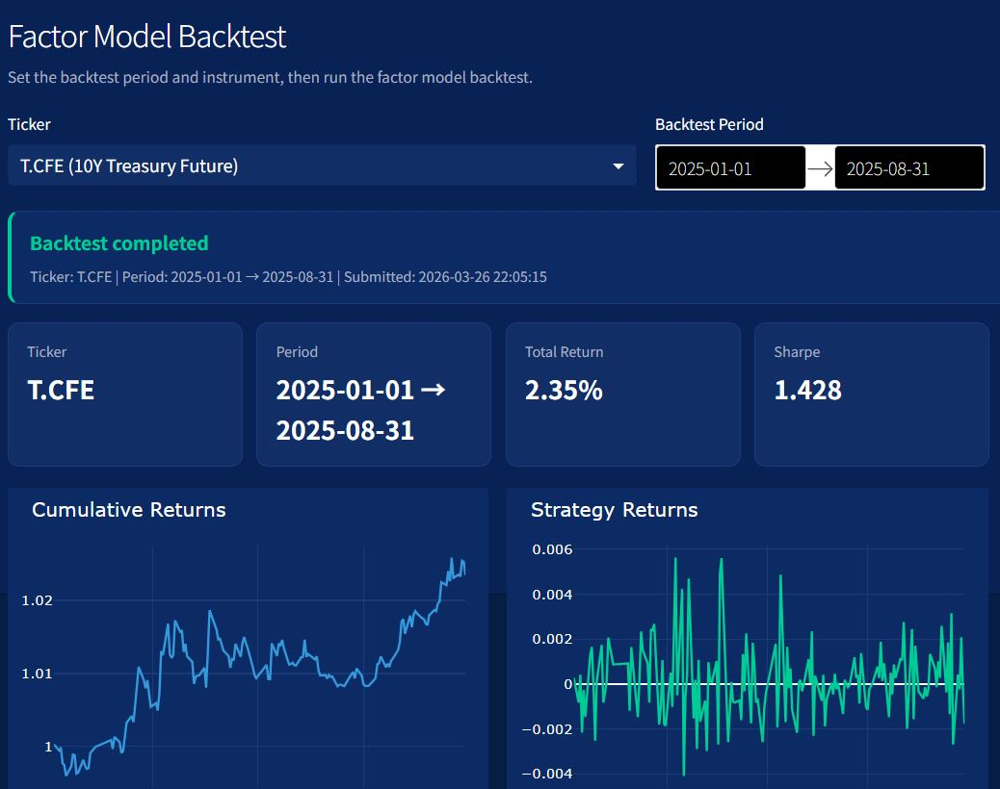 Factor Model Backtest
Set the backtest period and instrument, then run the factor model backtest.
Ticker
Backtest Period
T.CFE (10Y Treasury Future)
2025-01-01 → 2025-08-31
Backtest completed
Ticker: T.CFE | Period: 2025-01-01 → 2025-08-31 | Submitted: 2026-03-26 22:05:15
Ticker
T.CFE
Period
2025-01-01 →
2025-08-31
Total Return
2.35%
Sharpe
1.428
Cumulative Returns
1.02
1.01
1
Strategy Returns
0.006
0.004
0.002
0
−0.002
−0.004